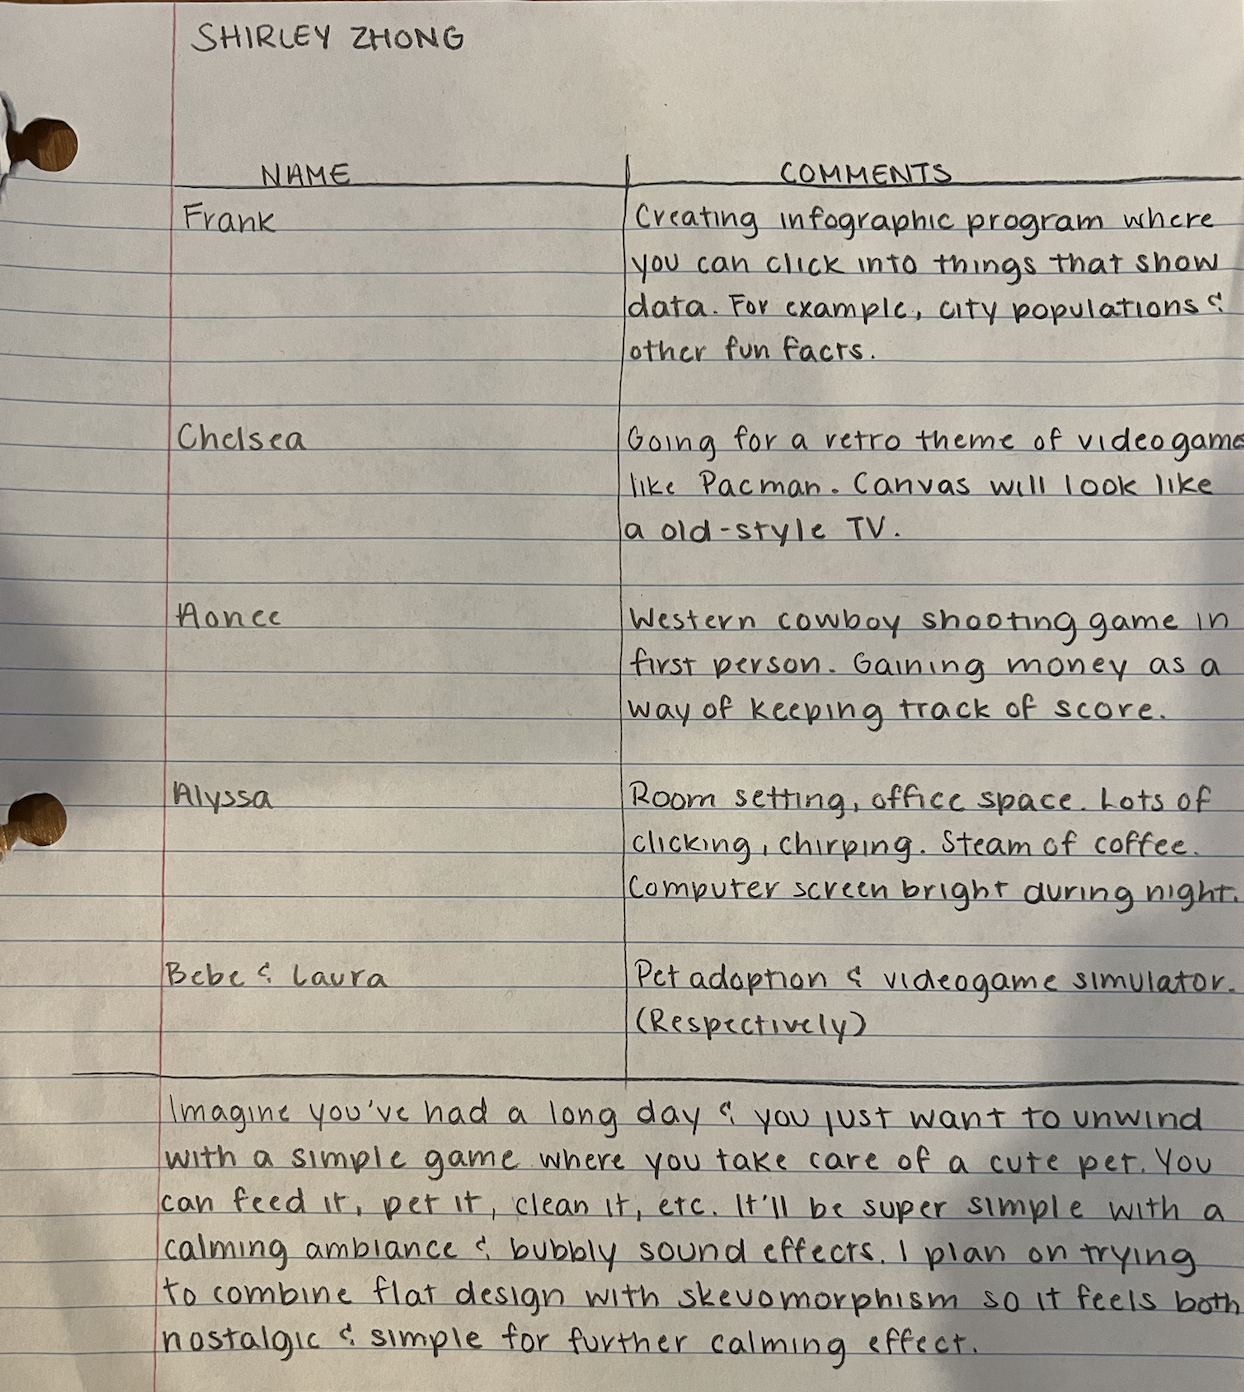 SHIRLEY ZHONG
NAME COMMENTS
Frank Creating infographic program where
you can click into things that show
data. For example, city populations &
other fun facts.
Chelsea Going for a retro theme of videogame
like Pacman. Canvas will look like
a old-style TV.
Aonee Western cowboy shooting game in
first person. Gaining money as a
way of keeping track of score.
Alyssa Room setting, office space. Lots of
clicking, chirping. Steam of coffee.
Computer screen bright during night.
Bebe & Laura Pet adoption & videogame simulator.
(Respectively)
Imagine you've had a long day & you just want to unwind
with a simple game where you take care of a cute pet. You
can feed it, pet it, clean it, etc. It'll be super simple with a
calming ambiance & bubbly sound effects. I plan on trying
to combine flat design with skeuomorphism so it feels both
nostalgic & simple for further calming effect.